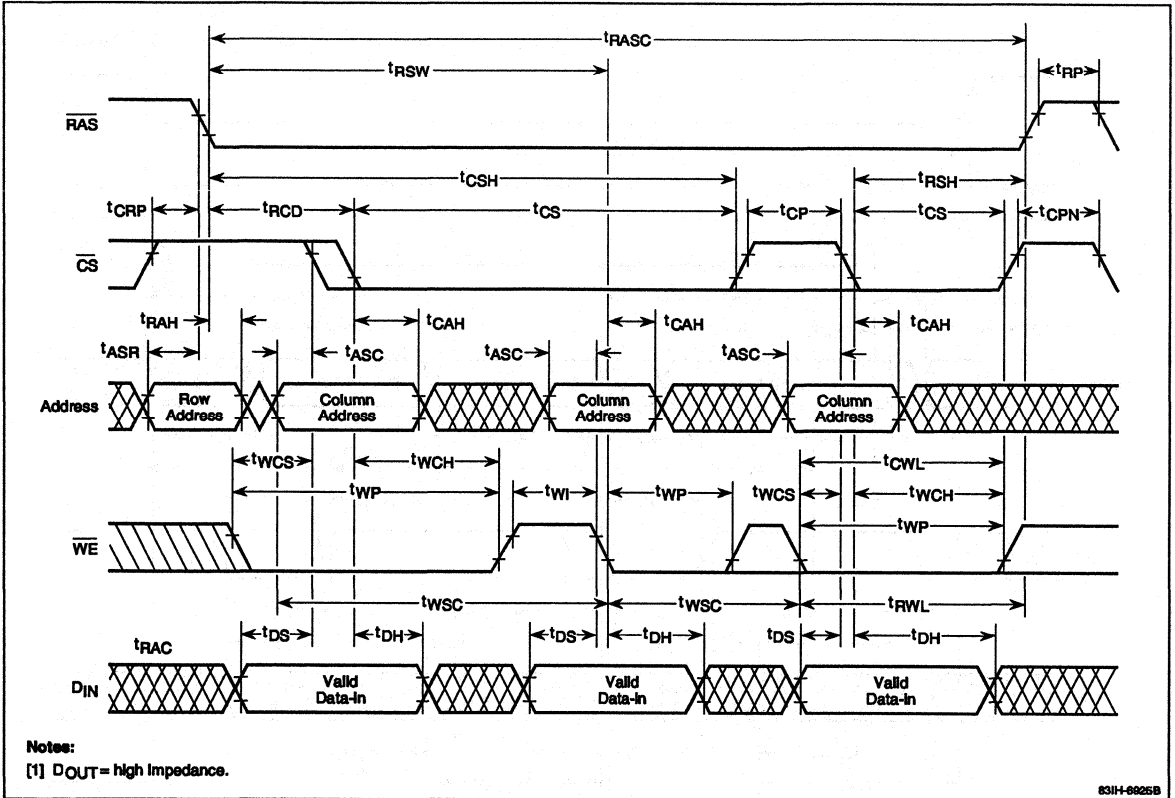 tRASC
tRSW
tRP
RAS
tCSH
tRSH
tCRP
tRCD
tCS
tCP
tCS
tCPN
CS
tRAH
tCAH
tCAH
tCAH
tASR
tASC
tASC
tASC
Address
Row Address
Column Address
Column Address
Column Address
tWCS
tWCH
tCWL
tWP
tWI
tWP
tWCS
tWCH
tWP
WE
tWSC
tWSC
tRWL
tRAC
tDS
tDH
tDS
tDH
tDS
tDH
DIN
Valid Data-In
Valid Data-In
Valid Data-In
Notes:
[1] DOUT = high Impedance.
83IH-6925B